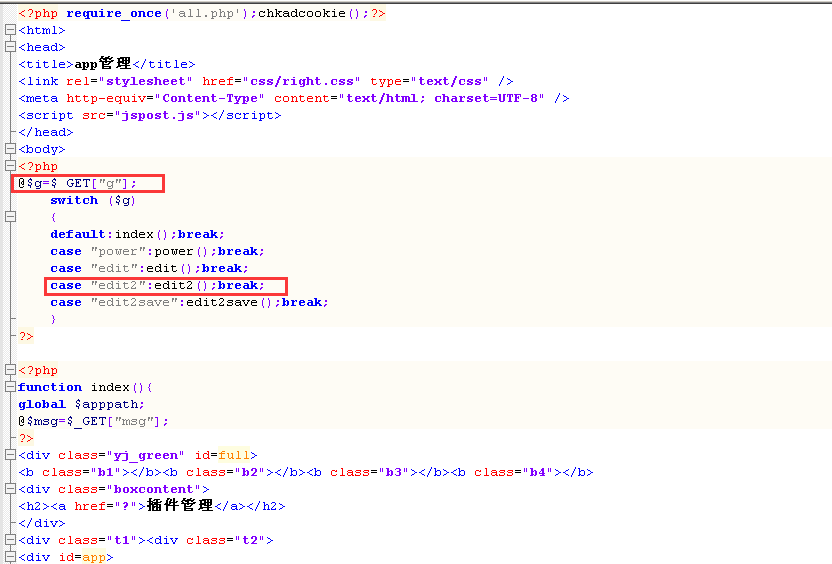 <?php require_once('all.php');chkadcookie();?>
<html>
<head>
<title>app管理</title>
<link rel="stylesheet" href="css/right.css" type="text/css" />
<meta http-equiv="Content-Type" content="text/html; charset=UTF-8" />
<script src="jspost.js"></script>
</head>
<body>
<?php
@$g=$_GET["g"];
switch ($g)
{
default:index();break;
case "power":power();break;
case "edit":edit();break;
case "edit2":edit2();break;
case "edit2save":edit2save();break;
}
?>
<?php
function index(){
global $apppath;
@$msg=$_GET["msg"];
?>
<div class="yj_green" id=full>
<b class="b1"></b><b class="b2"></b><b class="b3"></b><b class="b4"></b>
<div class="boxcontent">
<h2><a href="?">插件管理</a></h2>
</div>
<div class="t1"><div class="t2">
<div id=app>